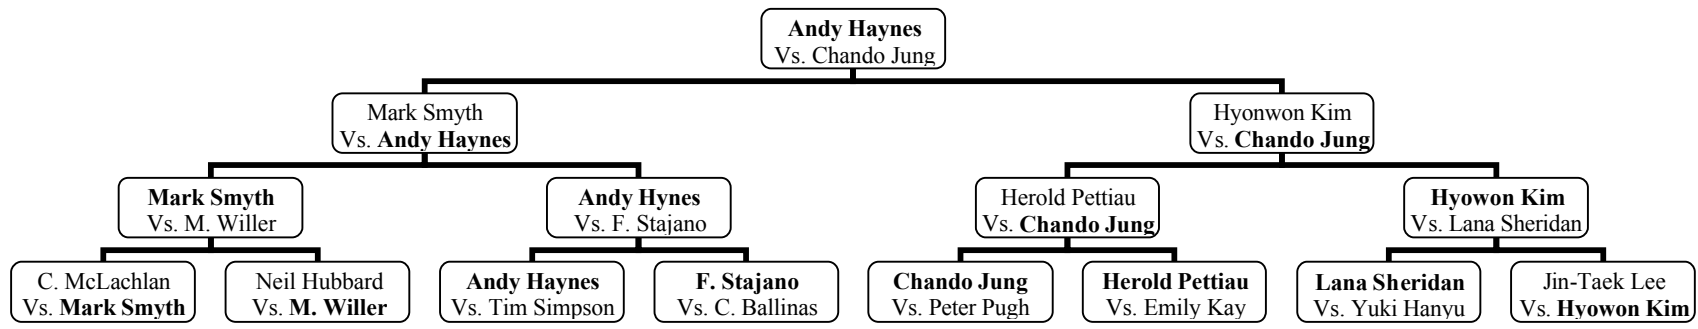 Andy Haynes
Vs. Chando Jung
Mark Smyth
Vs. Andy Haynes
Hyonwon Kim
Vs. Chando Jung
Mark Smyth
Vs. M. Willer
Andy Hynes
Vs. F. Stajano
Herold Pettiau
Vs. Chando Jung
Hyowon Kim
Vs. Lana Sheridan
C. McLachlan
Vs. Mark Smyth
Neil Hubbard
Vs. M. Willer
Andy Haynes
Vs. Tim Simpson
F. Stajano
Vs. C. Ballinas
Chando Jung
Vs. Peter Pugh
Herold Pettiau
Vs. Emily Kay
Lana Sheridan
Vs. Yuki Hanyu
Jin-Taek Lee
Vs. Hyowon Kim